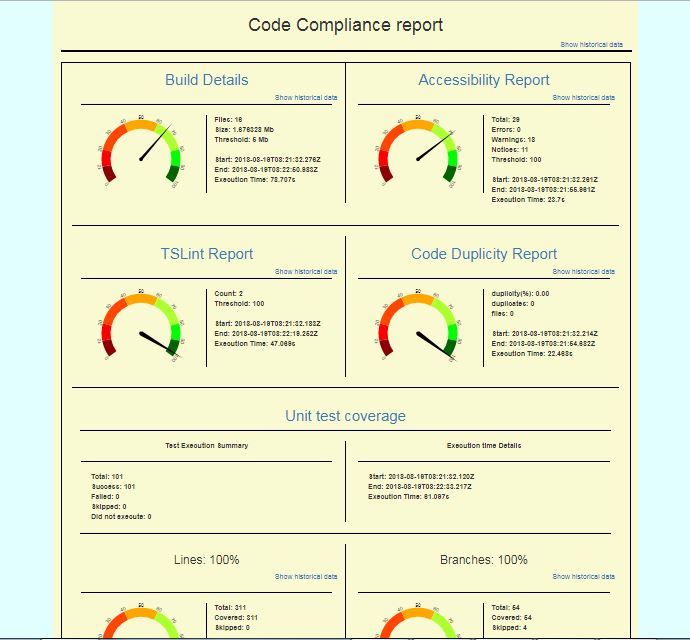 Code Compliance report
Show historical data
Build Details
Show historical data
Files: 16
Size: 1.676323 Mb
Threshold: 5 Mb
Start: 2018-08-19T08:21:32.276Z
End: 2018-08-19T08:22:50.983Z
Execution Time: 78.707s
Accessibility Report
Show historical data
Total: 29
Errors: 0
Warnings: 18
Notices: 11
Threshold: 100
Start: 2018-08-19T08:21:32.261Z
End: 2018-08-19T08:21:55.961Z
Execution Time: 23.7s
TSLint Report
Show historical data
Count: 2
Threshold: 100
Start: 2018-08-19T08:21:32.183Z
End: 2018-08-19T08:22:19.252Z
Execution Time: 47.069s
Code Duplicity Report
Show historical data
duplicity(%): 0.00
duplicates: 0
files: 0
Start: 2018-08-19T08:21:32.214Z
End: 2018-08-19T08:21:54.682Z
Execution Time: 22.468s
Unit test coverage
Test Execution Summary
Total: 101
Success: 101
Failed: 0
Skipped: 0
Did not execute: 0
Execution time Details
Start: 2018-08-19T08:21:32.120Z
End: 2018-08-19T08:22:33.217Z
Execution Time: 61.097s
Lines: 100%
Show historical data
Total: 311
Covered: 311
Skipped: 0
Branches: 100%
Show historical data
Total: 54
Covered: 54
Skipped: 4